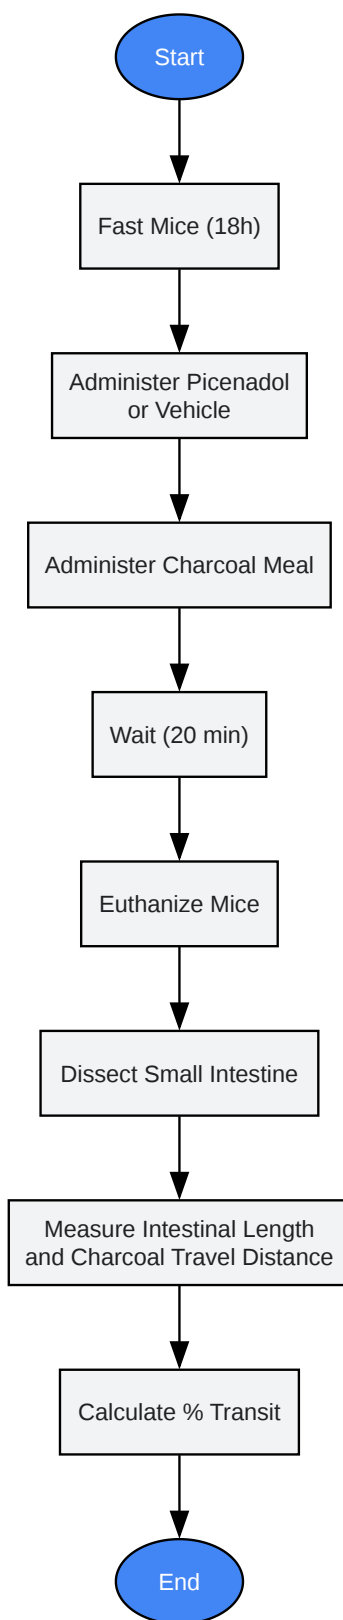 Start
Fast Mice (18h)
Administer Picenadol
or Vehicle
Administer Charcoal Meal
Wait (20 min)
Euthanize Mice
Dissect Small Intestine
Measure Intestinal Length
and Charcoal Travel Distance
Calculate % Transit
End